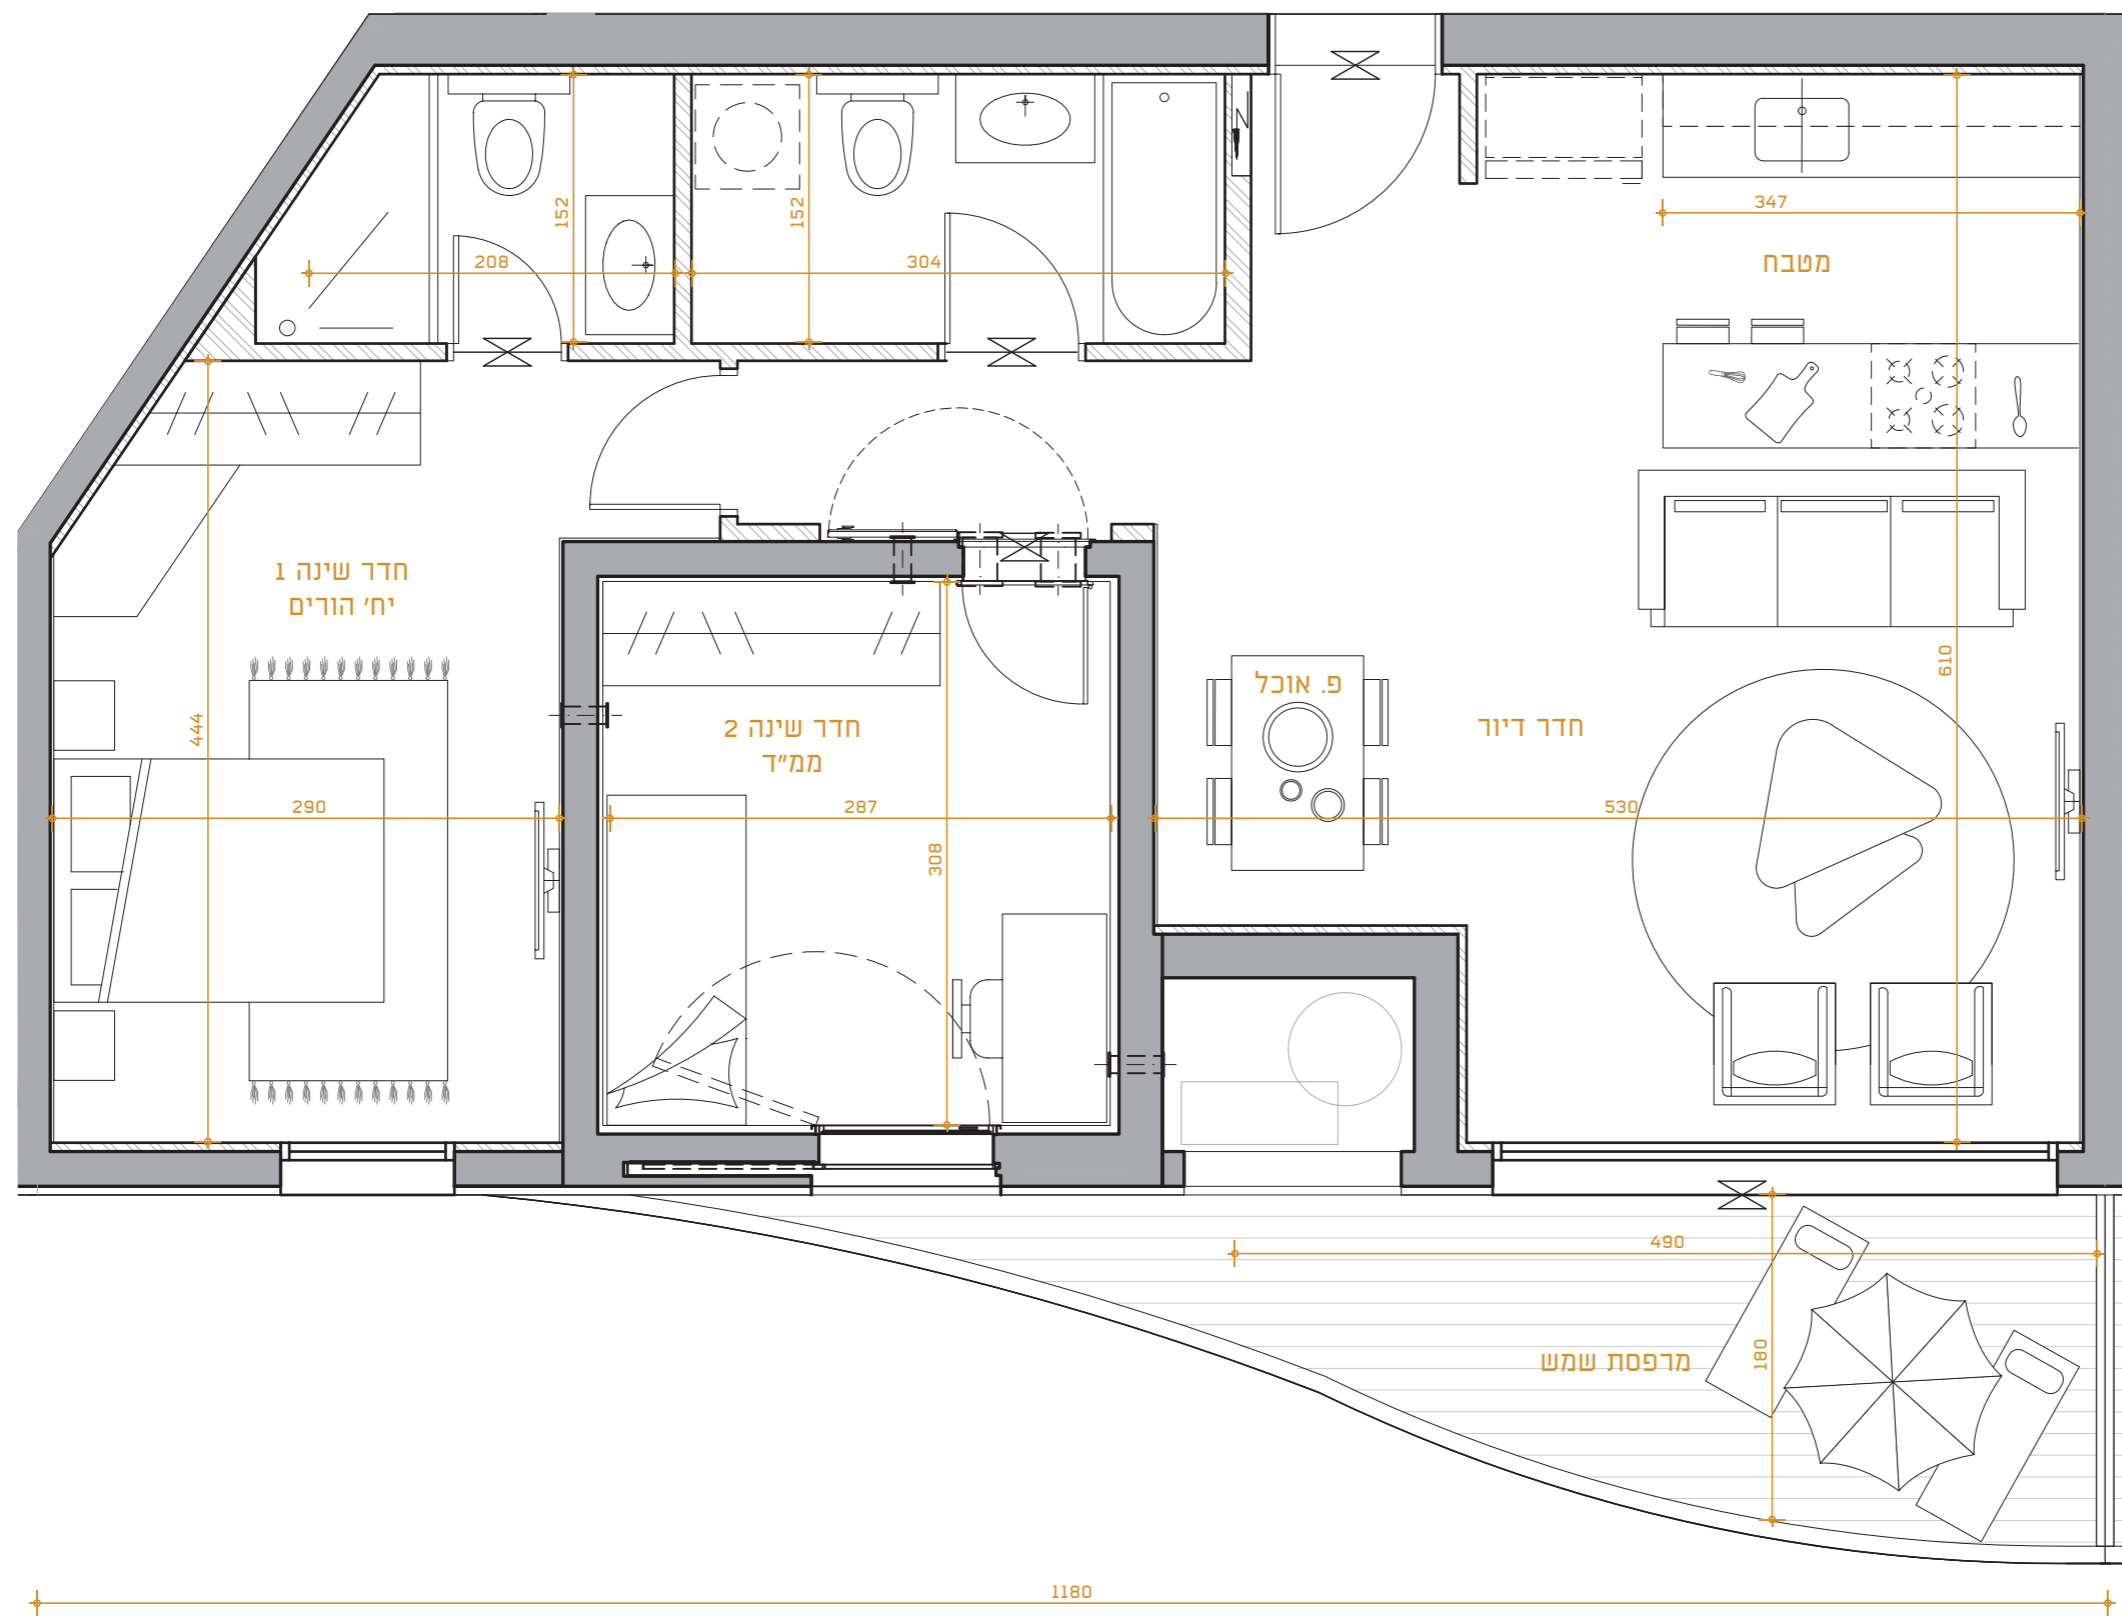 152
152
208
304
347
מטבח
חדר שינה 1
יח׳ הורים
444
290
חדר שינה 2
ממ״ד
287
308
פ. אוכל
חדר דיור
610
530
490
180
מרפסת שמש
1180